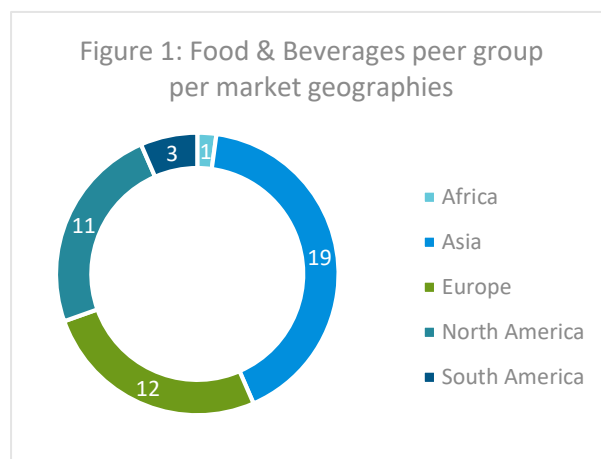 Figure 1: Food & Beverages peer group
per market geographies
3
1
11
19
12
Africa
Asia
Europe
North America
South America